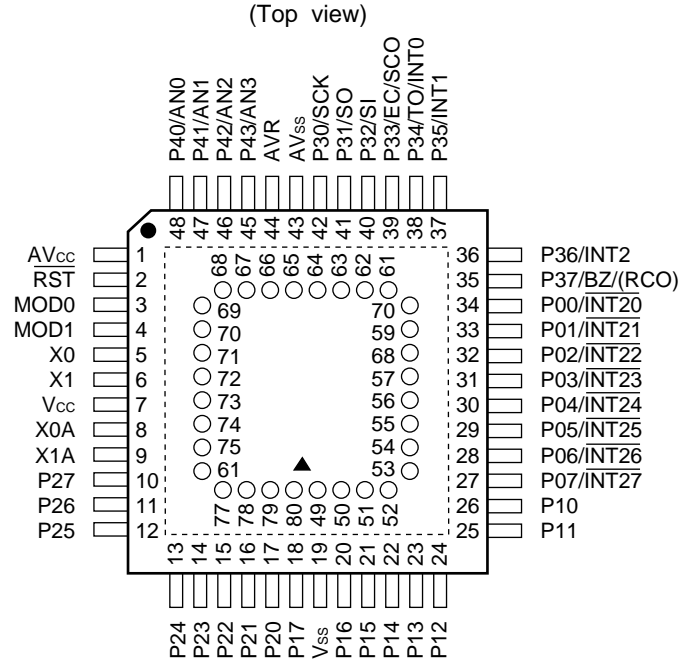 (Top view)
P40/AN0
P41/AN1
P42/AN2
P43/AN3
AVR
AVss
P30/SCK
P31/SO
P32/SI
P33/EC/SCO
P34/TO/INT0
P35/INT1
48
47
46
45
44
43
42
41
40
39
38
37
AVcc 1
RST 2
MOD0 3
MOD1 4
X0 5
X1 6
Vcc 7
X0A 8
X1A 9
P27 10
P26 11
P25 12
68
67
66
65
64
63
62
61
69
70
71
72
73
74
75
61
70
59
68
57
56
55
54
53
77
78
79
80
49
50
51
52
36 P36/INT2
35 P37/BZ/(RCO)
34 P00/INT20
33 P01/INT21
32 P02/INT22
31 P03/INT23
30 P04/INT24
29 P05/INT25
28 P06/INT26
27 P07/INT27
26 P10
25 P11
13
14
15
16
17
18
19
20
21
22
23
24
P24
P23
P22
P21
P20
P17
Vss
P16
P15
P14
P13
P12